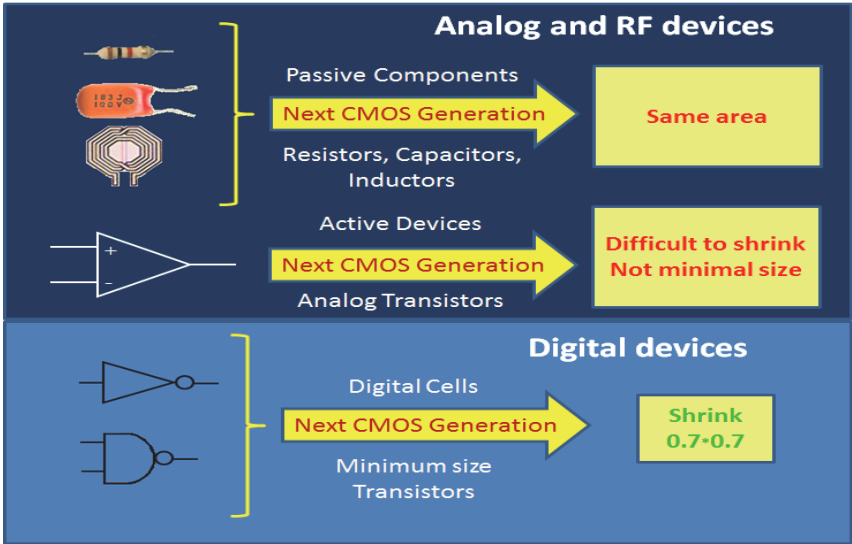 Analog and RF devices
Passive Components
Next CMOS Generation
Resistors, Capacitors,
Inductors
Same area
103J
100V
Active Devices
Next CMOS Generation
Analog Transistors
+
-
Difficult to shrink
Not minimal size
Digital devices
Digital Cells
Next CMOS Generation
Minimum size
Transistors
Shrink
0.7*0.7